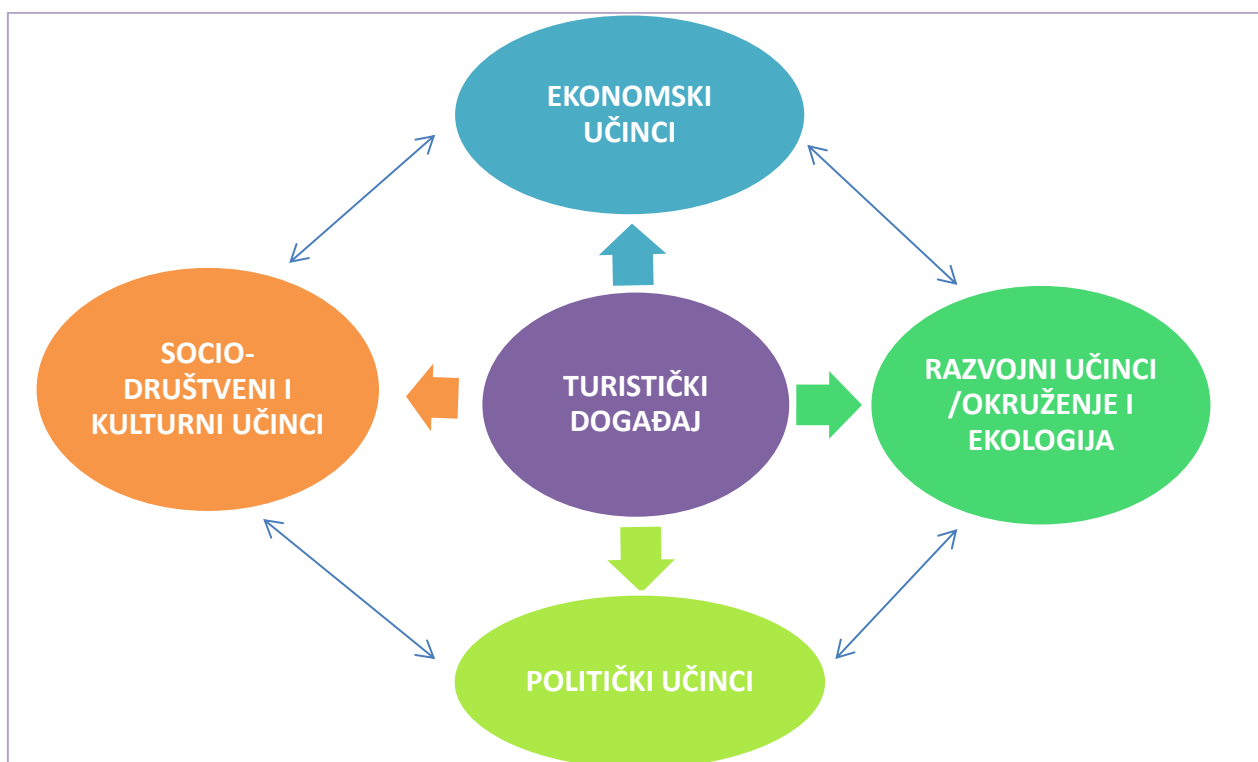 EKONOMSKI
UČINCI
SOCIO-
DRUŠTVENI I
KULTURNI UČINCI
TURISTIČKI
DOGAĐAJ
RAZVOJNI UČINCI
/OKRUŽENJE I
EKOLOGIJA
POLITIČKI UČINCI